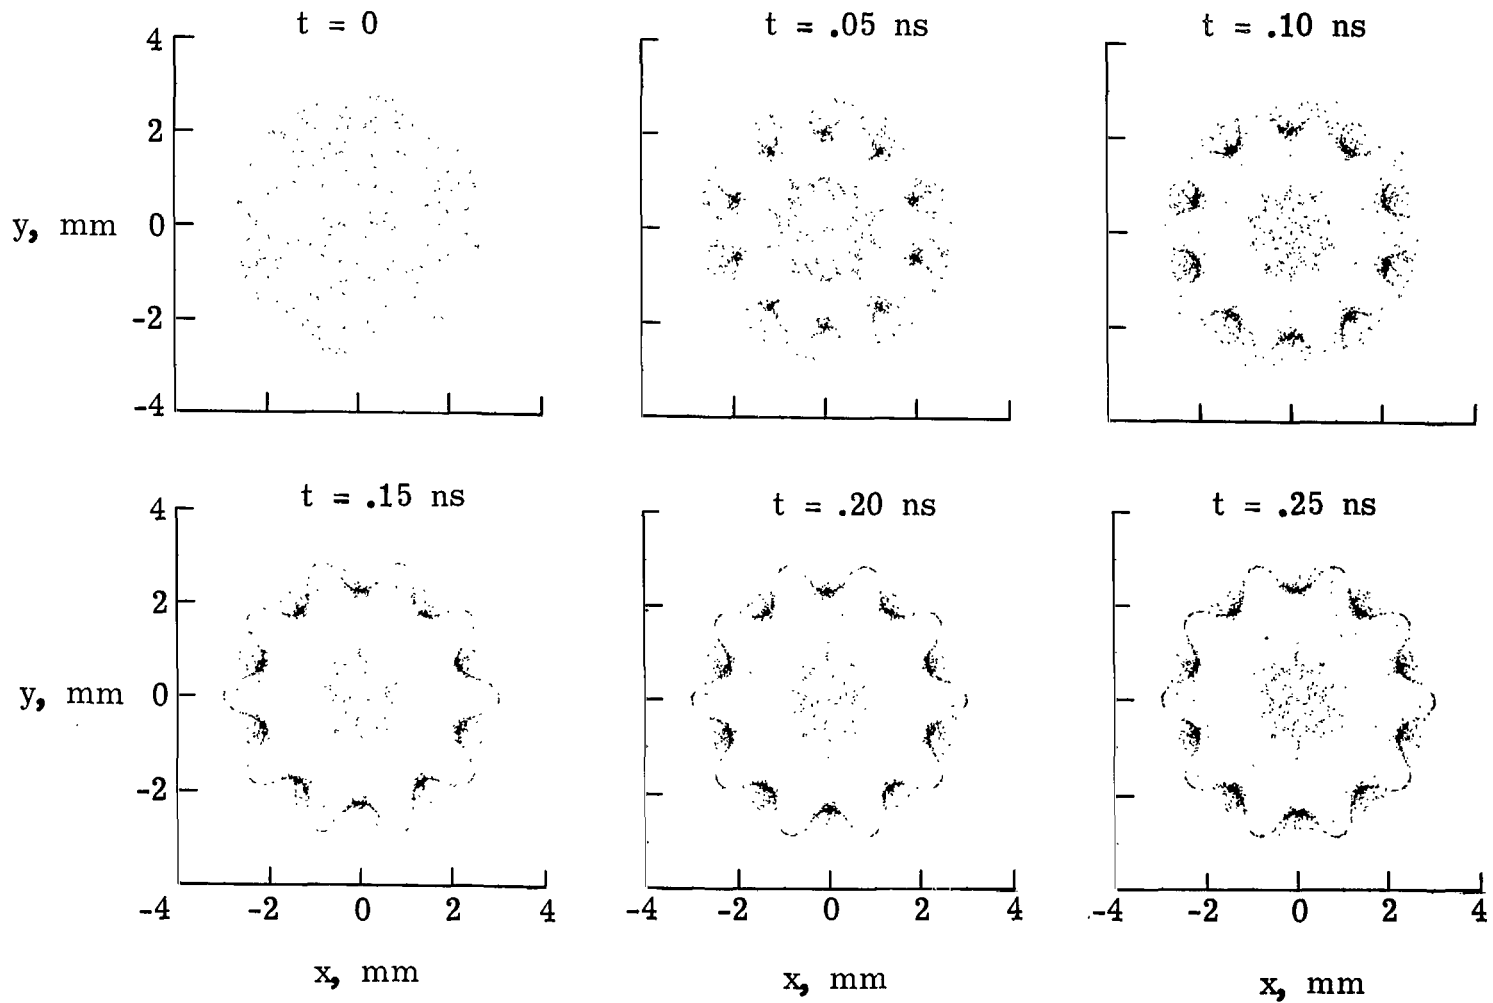 t = 0
t = .05 ns
t = .10 ns
4
2
y, mm
0
-2
-4
t = .15 ns
t = .20 ns
t = .25 ns
4
2
y, mm
0
-2
-4 -2 0 2 4
-4 -2 0 2 4
-4 -2 0 2 4
x, mm
x, mm
x, mm